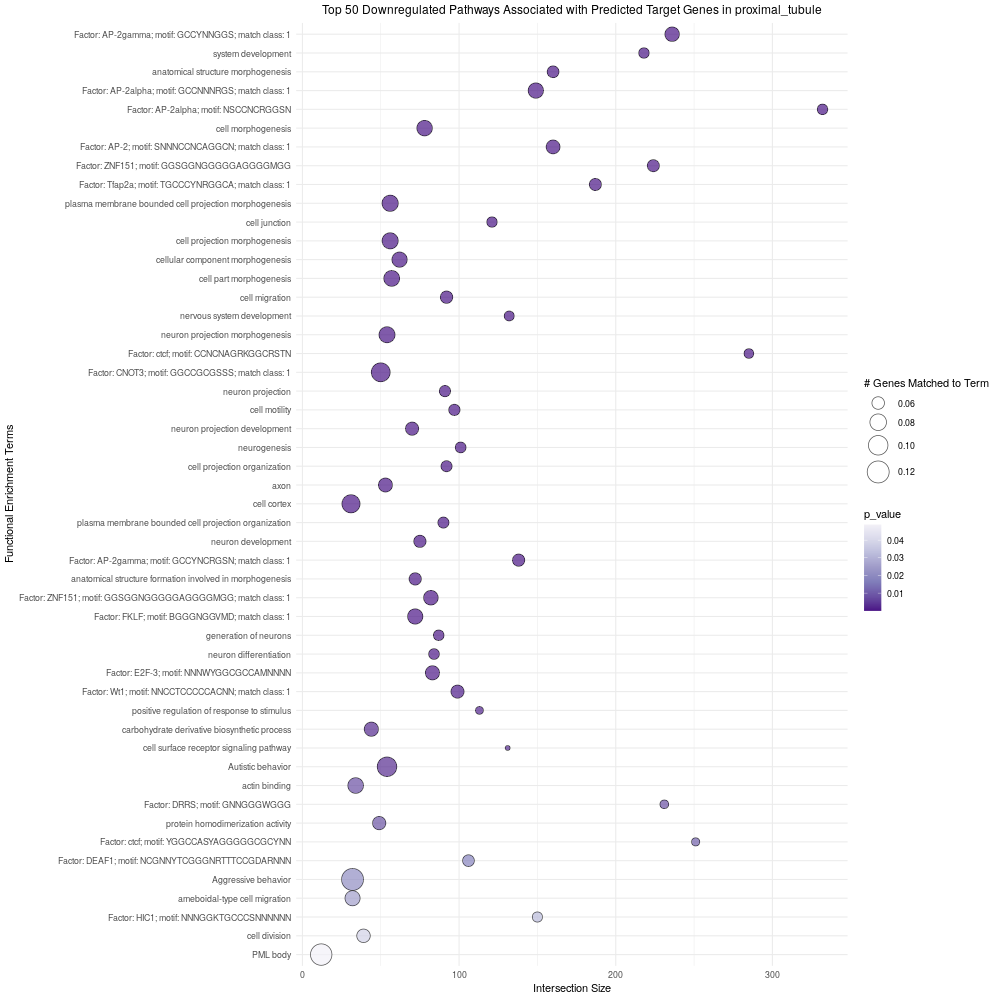 Top 50 Downregulated Pathways Associated with Predicted Target Genes in proximal_tubule
Functional Enrichment Terms
Factor: AP-2gamma; motif: GCCYNNGGS; match class: 1
system development
anatomical structure morphogenesis
Factor: AP-2alpha; motif: GCCNNNRGS; match class: 1
Factor: AP-2alpha; motif: NSCCNCRGGSN
cell morphogenesis
Factor: AP-2; motif: SNNNCCNCAGGCN; match class: 1
Factor: ZNF151; motif: GGSGGNGGGGGAGGGGMGG
Factor: Tfap2a; motif: TGCCCYNRGGCA; match class: 1
plasma membrane bounded cell projection morphogenesis
cell junction
cell projection morphogenesis
cellular component morphogenesis
cell part morphogenesis
cell migration
nervous system development
neuron projection morphogenesis
Factor: ctcf; motif: CCNCNAGRKGGCRSTN
Factor: CNOT3; motif: GGCCGCGSSS; match class: 1
neuron projection
cell motility
neuron projection development
neurogenesis
cell projection organization
axon
cell cortex
plasma membrane bounded cell projection organization
neuron development
Factor: AP-2gamma; motif: GCCYNCRGSN; match class: 1
anatomical structure formation involved in morphogenesis
Factor: ZNF151; motif: GGSGGNGGGGGAGGGGMGG; match class: 1
Factor: FKLF; motif: BGGGNGGVMD; match class: 1
generation of neurons
neuron differentiation
Factor: E2F-3; motif: NNNWYGGCGCCAMNNNN
Factor: Wt1; motif: NNCCTCCCCCACNN; match class: 1
positive regulation of response to stimulus
carbohydrate derivative biosynthetic process
cell surface receptor signaling pathway
Autistic behavior
actin binding
Factor: DRRS; motif: GNNGGGWGGG
protein homodimerization activity
Factor: ctcf; motif: YGGCCASYAGGGGGCGCYNN
Factor: DEAF1; motif: NCGNNYTCGGGNRTTTCCGDARNNN
Aggressive behavior
ameboidal-type cell migration
Factor: HIC1; motif: NNNGGKTGCCCSNNNNNN
cell division
PML body
0
100
200
300
Intersection Size
# Genes Matched to Term
0.06
0.08
0.10
0.12
p_value
0.04
0.03
0.02
0.01